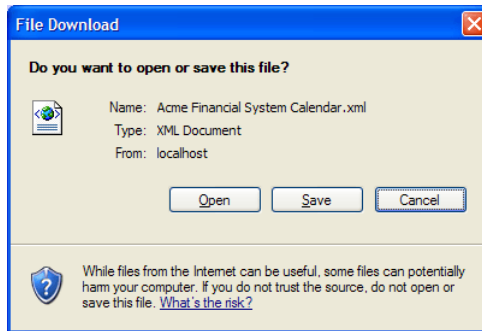 File Download
Do you want to open or save this file?
Name: Acme Financial System Calendar.xml
Type: XML Document
From: localhost
Open Save Cancel
While files from the Internet can be useful, some files can potentially
harm your computer. If you do not trust the source, do not open or
save this file. What's the risk?